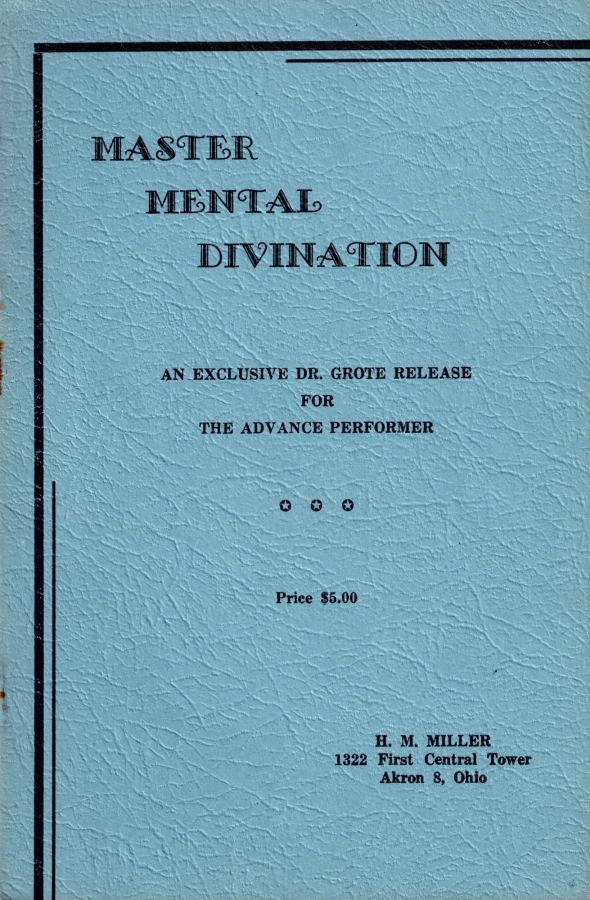 MASTER
MENTAL
DIVINATION
AN EXCLUSIVE DR. GROTE RELEASE
FOR
THE ADVANCE PERFORMER
✪ ✪ ✪
Price $5.00
H. M. MILLER
1322 First Central Tower
Akron 8, Ohio